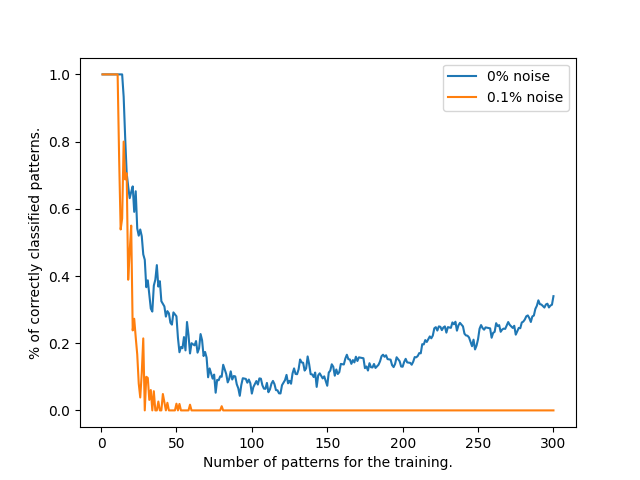 0% noise
0.1% noise
1.0
0.8
0.6
0.4
0.2
0.0
% of correctly classified patterns.
0 50 100 150 200 250 300
Number of patterns for the training.